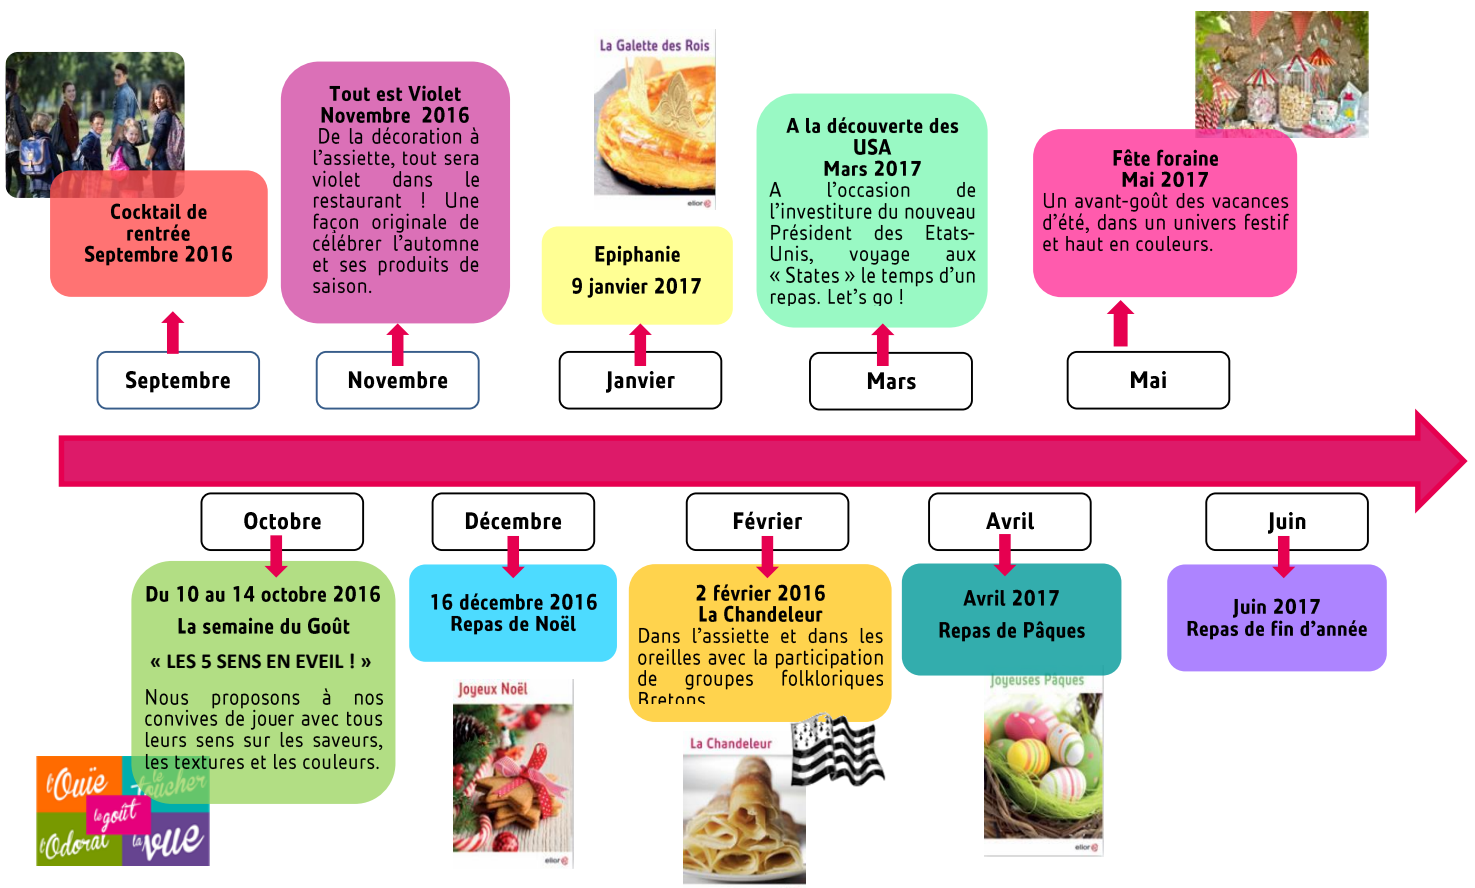 La Galette des Rois
elior
Cocktail de
rentrée
Septembre 2016
Tout est Violet
Novembre 2016
De la décoration à
l’assiette, tout sera
violet dans le
restaurant ! Une
façon originale de
célébrer l’automne
et ses produits de
saison.
Epiphanie
9 janvier 2017
A la découverte des
USA
Mars 2017
A l’occasion de
l’investiture du nouveau
Président des Etats-
Unis, voyage aux
« States » le temps d’un
repas. Let’s go !
Fête foraine
Mai 2017
Un avant-goût des vacances
d’été, dans un univers festif
et haut en couleurs.
Septembre
Novembre
Janvier
Mars
Mai
Octobre
Décembre
Février
Avril
Juin
Du 10 au 14 octobre 2016
La semaine du Goût
« LES 5 SENS EN EVEIL ! »
Nous proposons à nos
convives de jouer avec tous
leurs sens sur les saveurs,
les textures et les couleurs.
l'Ouïe
le toucher
le goût
l'Odorat
la vue
16 décembre 2016
Repas de Noël
Joyeux Noël
elior
2 février 2016
La Chandeleur
Dans l’assiette et dans les
oreilles avec la participation
de groupes folkloriques
Bretons
La Chandeleur
Avril 2017
Repas de Pâques
Joyeuses Pâques
elior
Juin 2017
Repas de fin d’année